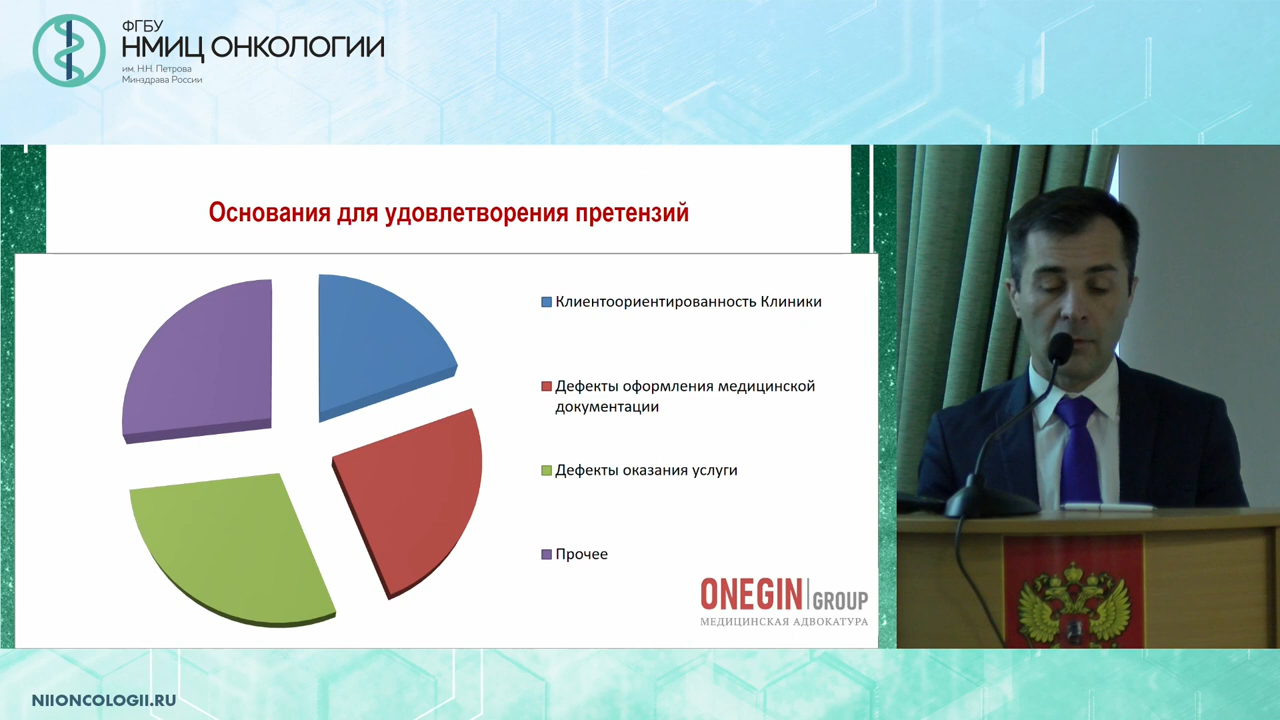 ФГБУ
НМИЦ ОНКОЛОГИИ
им. Н.Н. Петрова
Минздрава России
Основания для удовлетворения претензий
Клиентоориентированность Клиники
Дефекты оформления медицинской
документации
Дефекты оказания услуги
Прочее
ONEGIN GROUP
МЕДИЦИНСКАЯ АДВОКАТУРА
NIIONCOLOGII.RU